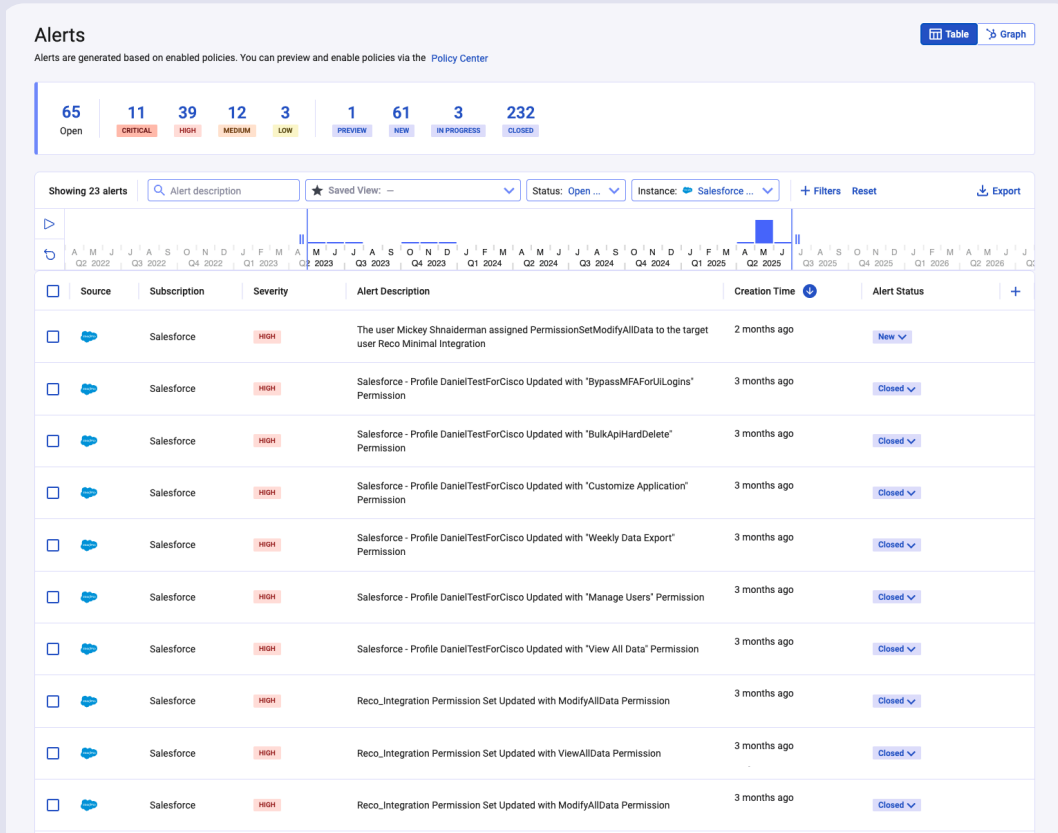 Alerts
Table Graph
Alerts are generated based on enabled policies. You can preview and enable policies via the Policy Center
65 11 39 12 3 1 61 3 232
Open CRITICAL HIGH MEDIUM LOW PREVIEW NEW IN PROGRESS CLOSED
Showing 23 alerts Alert description Saved View: – Status: Open ... Instance: Salesforce ... + Filters Reset Export
A M J J A S O N D J F M A M J J A S O N D J F M A M J J A S O N D J F M A M J J A S O N D J F M A M J J
Q2 2022 Q3 2022 Q4 2022 Q1 2023 Q2 2023 Q3 2023 Q4 2023 Q1 2024 Q2 2024 Q3 2024 Q4 2024 Q1 2025 Q2 2025 Q3 2025 Q4 2025 Q1 2026 Q2 2026
Source Subscription Severity Alert Description Creation Time Alert Status +
Salesforce HIGH The user Mickey Shnaiderman assigned PermissionSetModifyAllData to the target 2 months ago New
user Reco Minimal Integration
Salesforce HIGH Salesforce - Profile DanielTestForCisco Updated with "BypassMFAForUiLogins" 3 months ago Closed
Permission
Salesforce HIGH Salesforce - Profile DanielTestForCisco Updated with "BulkApiHardDelete" 3 months ago Closed
Permission
Salesforce HIGH Salesforce - Profile DanielTestForCisco Updated with "Customize Application" 3 months ago Closed
Permission
Salesforce HIGH Salesforce - Profile DanielTestForCisco Updated with "Weekly Data Export" 3 months ago Closed
Permission
Salesforce HIGH Salesforce - Profile DanielTestForCisco Updated with "Manage Users" Permission 3 months ago Closed
Salesforce HIGH Salesforce - Profile DanielTestForCisco Updated with "View All Data" Permission 3 months ago Closed
Salesforce HIGH Reco_Integration Permission Set Updated with ModifyAllData Permission 3 months ago Closed
Salesforce HIGH Reco_Integration Permission Set Updated with ViewAllData Permission 3 months ago Closed
Salesforce HIGH Reco_Integration Permission Set Updated with ModifyAllData Permission 3 months ago Closed